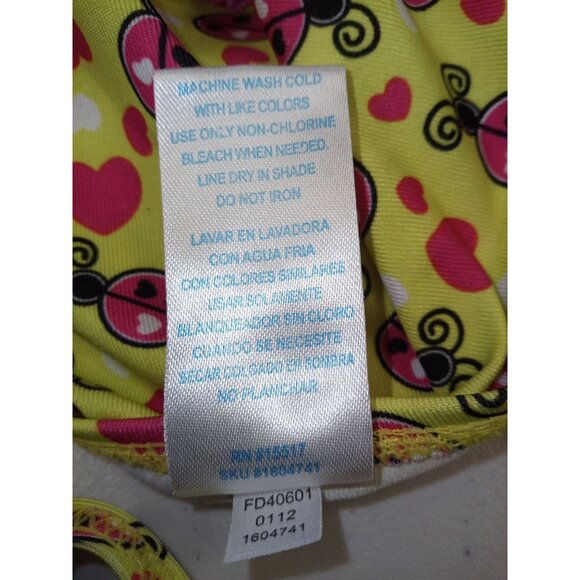 MACHINE WASH COLD
WITH LIKE COLORS
USE ONLY NON-CHLORINE
BLEACH WHEN NEEDED.
LINE DRY IN SHADE
DO NOT IRON
LAVAR EN LAVADORA
CON AGUA FRIA
CON COLORES SIMILARES
USAR SOLAMENTE
BLANQUEADOR SIN CLORO
CUANDO SE NECESITE
SECAR COLGADO EN SOMBRA
NO PLANCHAR.
RN #15517
SKU #1604741
FD40601
0112
1604741